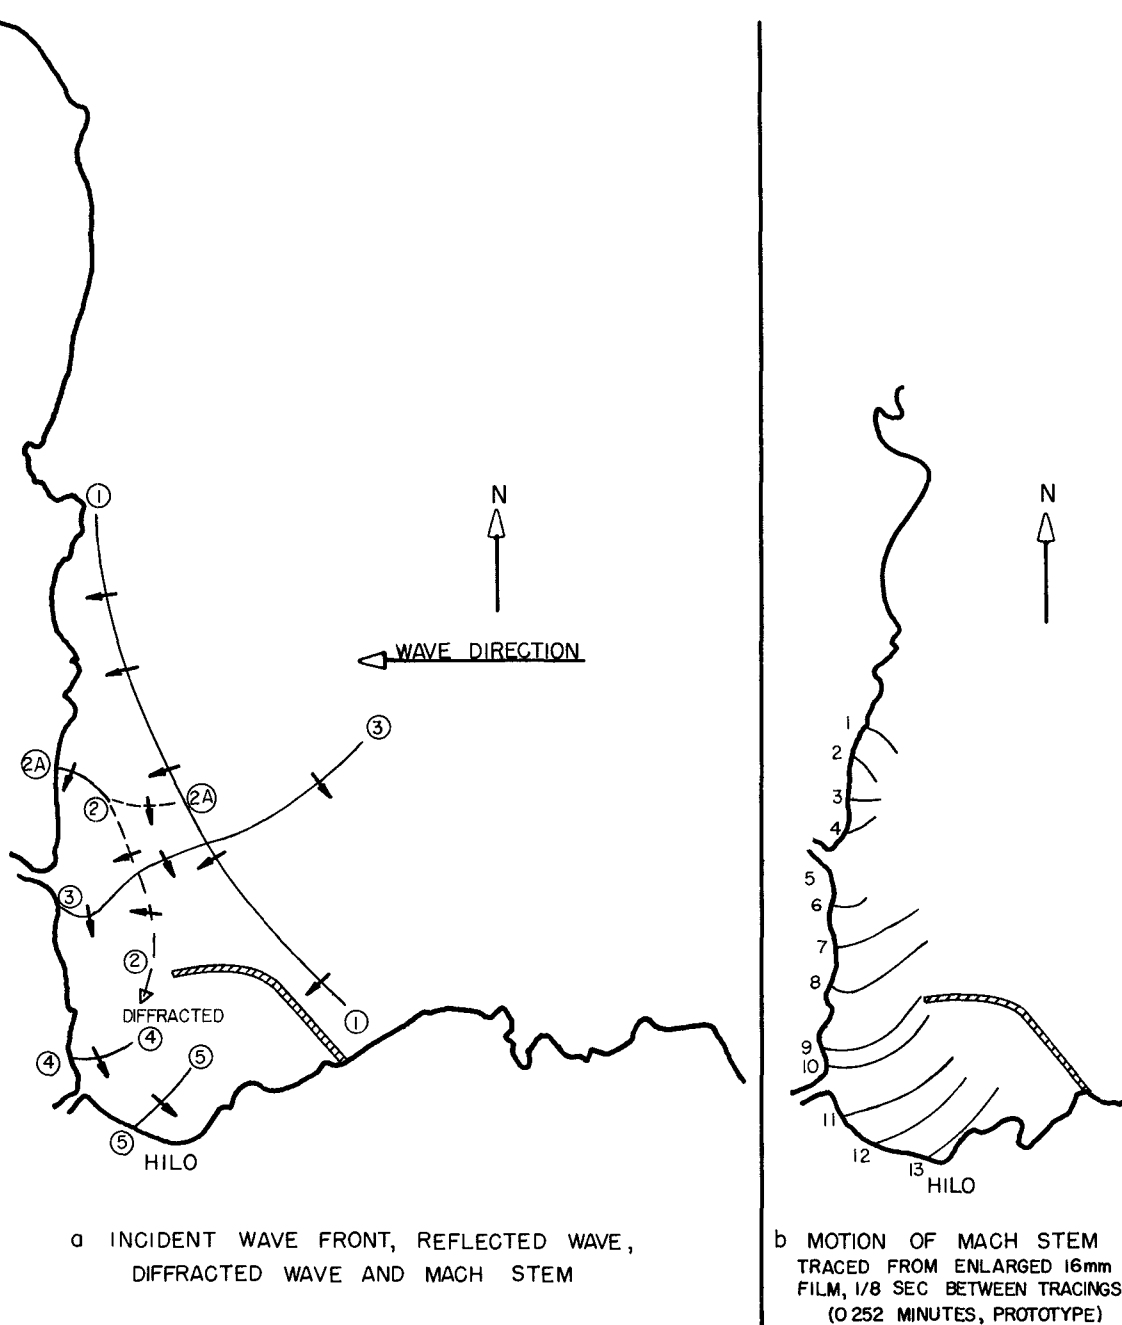 ①
N
WAVE DIRECTION
③
2A
②
2A
③
②
DIFFRACTED
①
④
④
⑤
⑤
HILO
a INCIDENT WAVE FRONT, REFLECTED WAVE,
DIFFRACTED WAVE AND MACH STEM
N
1
2
3
4
5
6
7
8
9
10
11
12
13
HILO
b MOTION OF MACH STEM
TRACED FROM ENLARGED 16mm
FILM, 1/8 SEC BETWEEN TRACINGS
(0 252 MINUTES, PROTOTYPE)